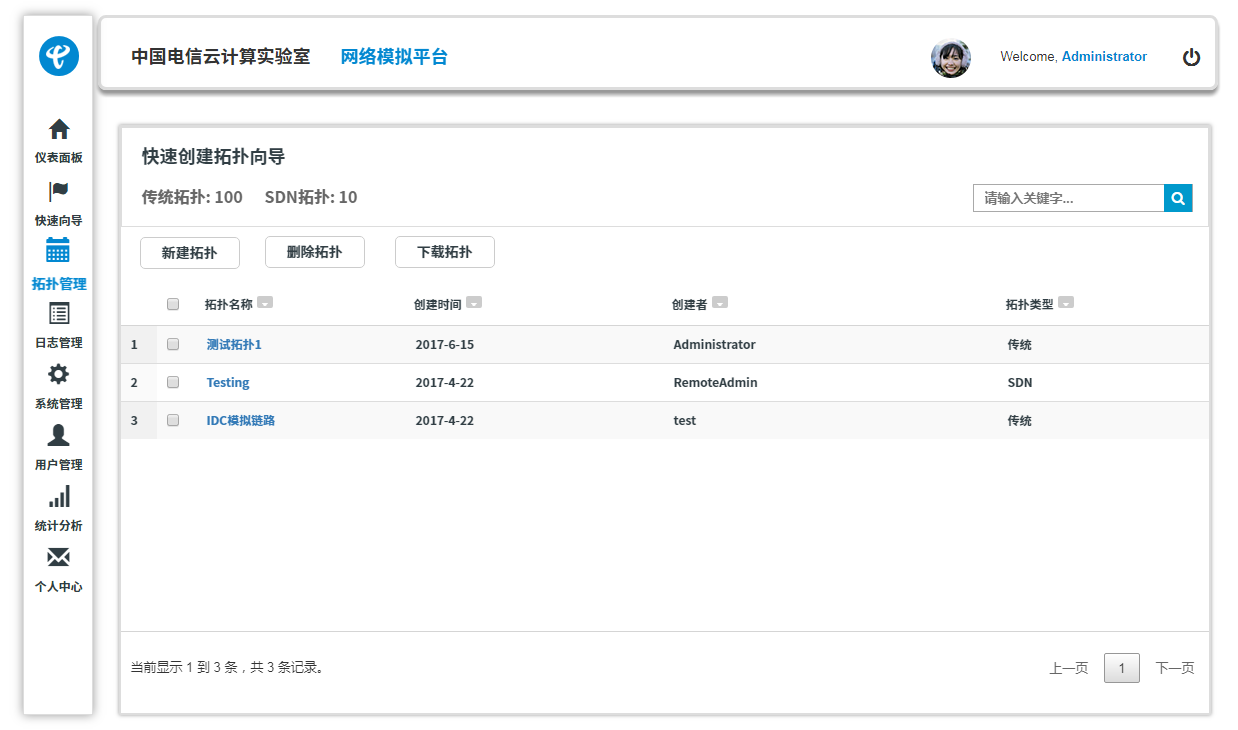 中国电信云计算实验室 网络模拟平台
Welcome, Administrator
仪表面板
快速向导
拓扑管理
日志管理
系统管理
用户管理
统计分析
个人中心
快速创建拓扑向导
传统拓扑: 100 SDN拓扑: 10
请输入关键字...
新建拓扑 删除拓扑 下载拓扑
拓扑名称 创建时间 创建者 拓扑类型
1 测试拓扑1 2017-6-15 Administrator 传统
2 Testing 2017-4-22 RemoteAdmin SDN
3 IDC模拟链路 2017-4-22 test 传统
当前显示 1 到 3 条，共 3 条记录。
上一页 1 下一页